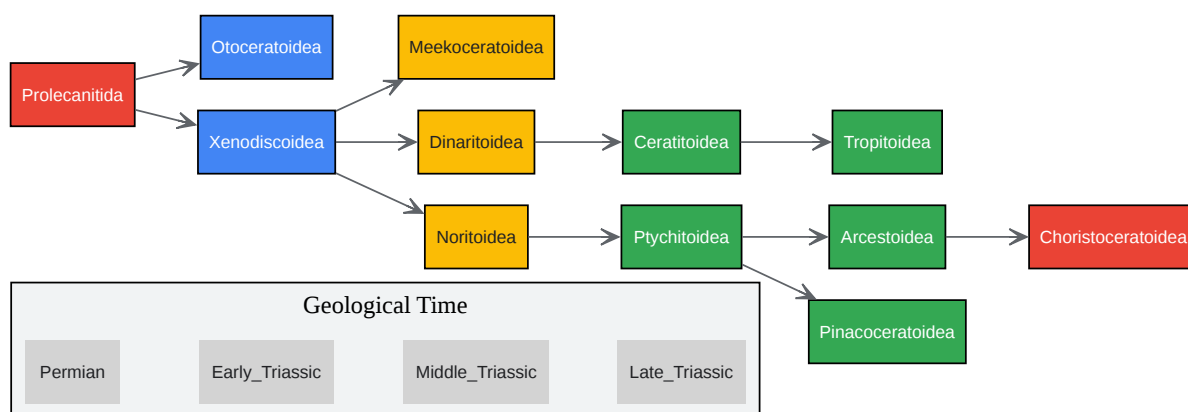 Otoceratoidea
Meekoceratoidea
Prolecanitida
Xenodiscoidea
Dinaritoidea
Ceratitoidea
Tropitoidea
Noritoidea
Ptychitoidea
Arcestoidea
Choristoceratoidea
Pinacoceratoidea
Geological Time
Permian
Early_Triassic
Middle_Triassic
Late_Triassic